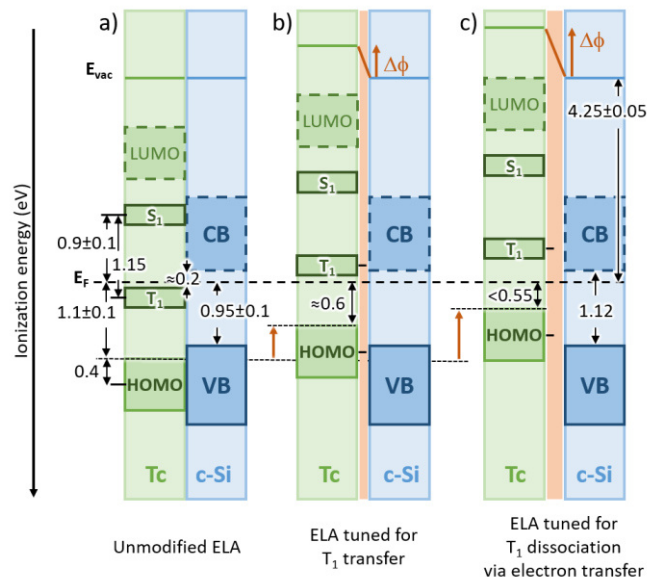 a)
b)
c)
Evac
Δϕ
Δϕ
LUMO
LUMO
LUMO
4.25±0.05
S1
S1
S1
CB
CB
CB
0.9±0.1
1.15
≈0.2
T1
T1
EF
T1
0.95±0.1
≈0.6
<0.55
1.12
1.1±0.1
HOMO
HOMO
HOMO
VB
VB
VB
0.4
Ionization energy (eV)
Tc
c-Si
Tc
c-Si
Tc
c-Si
Unmodified ELA
ELA tuned for
T1 transfer
ELA tuned for
T1 dissociation
via electron transfer